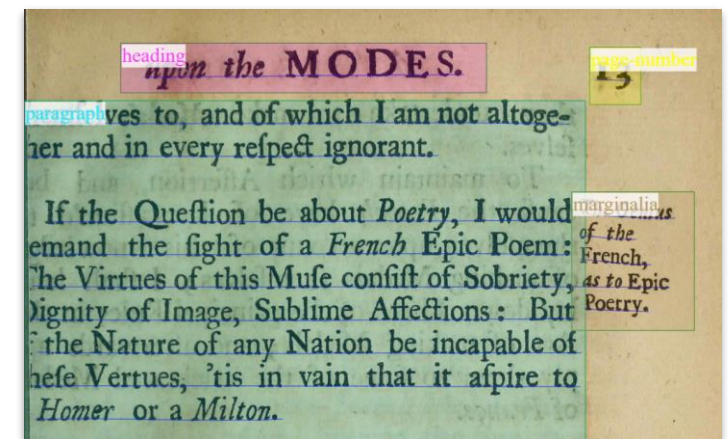 heading
upon the MODES.
page-number
13
paragraph
ves to, and of which I am not altoge-
her and in every reſpect ignorant.
If the Queſtion be about Poetry, I would
emand the ſight of a French Epic Poem:
The Virtues of this Muſe conſiſt of Sobriety,
Dignity of Image, Sublime Affections: But
f the Nature of any Nation be incapable of
heſe Vertues, 'tis in vain that it aſpire to
Homer or a Milton.
marginalia
of the
French,
as to Epic
Poetry.